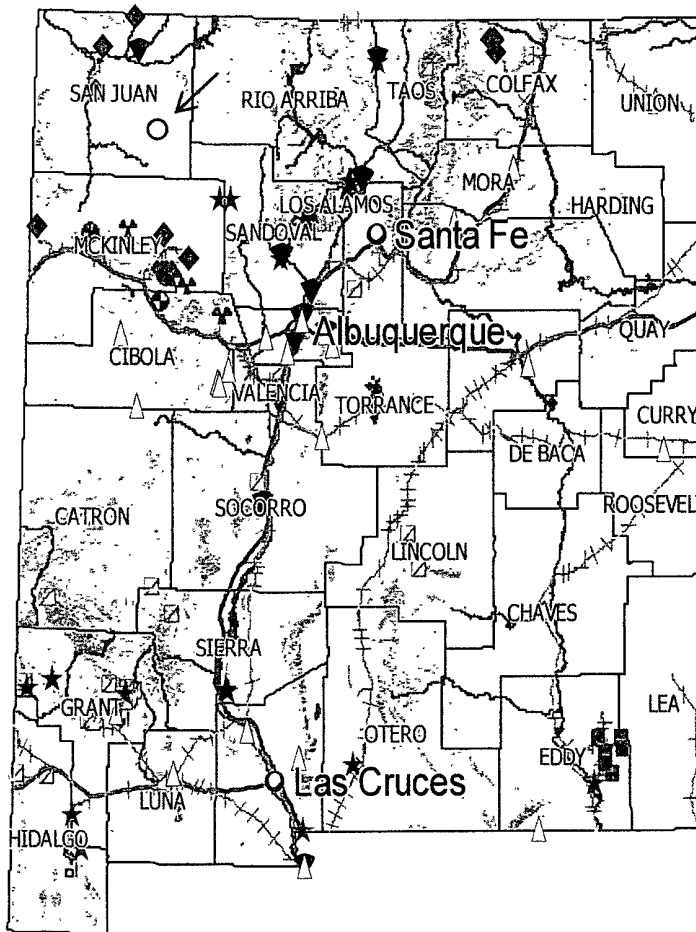 SAN JUAN
RIO ARRIBA
TAOS
COLFAX
UNION
MORA
HARDING
LOS ALAMOS
SANDOVAL
MCKINLEY
Santa Fe
Albuquerque
QUAY
CIBOLA
VALENCIA
TORRANCE
CURRY
DE BACA
SOCORRO
CATRON
ROOSEVEL
LINCOLN
CHAVES
SIERRA
LEA
GRANT
OTERO
EDDY
Las Cruces
LUNA
HIDALGO